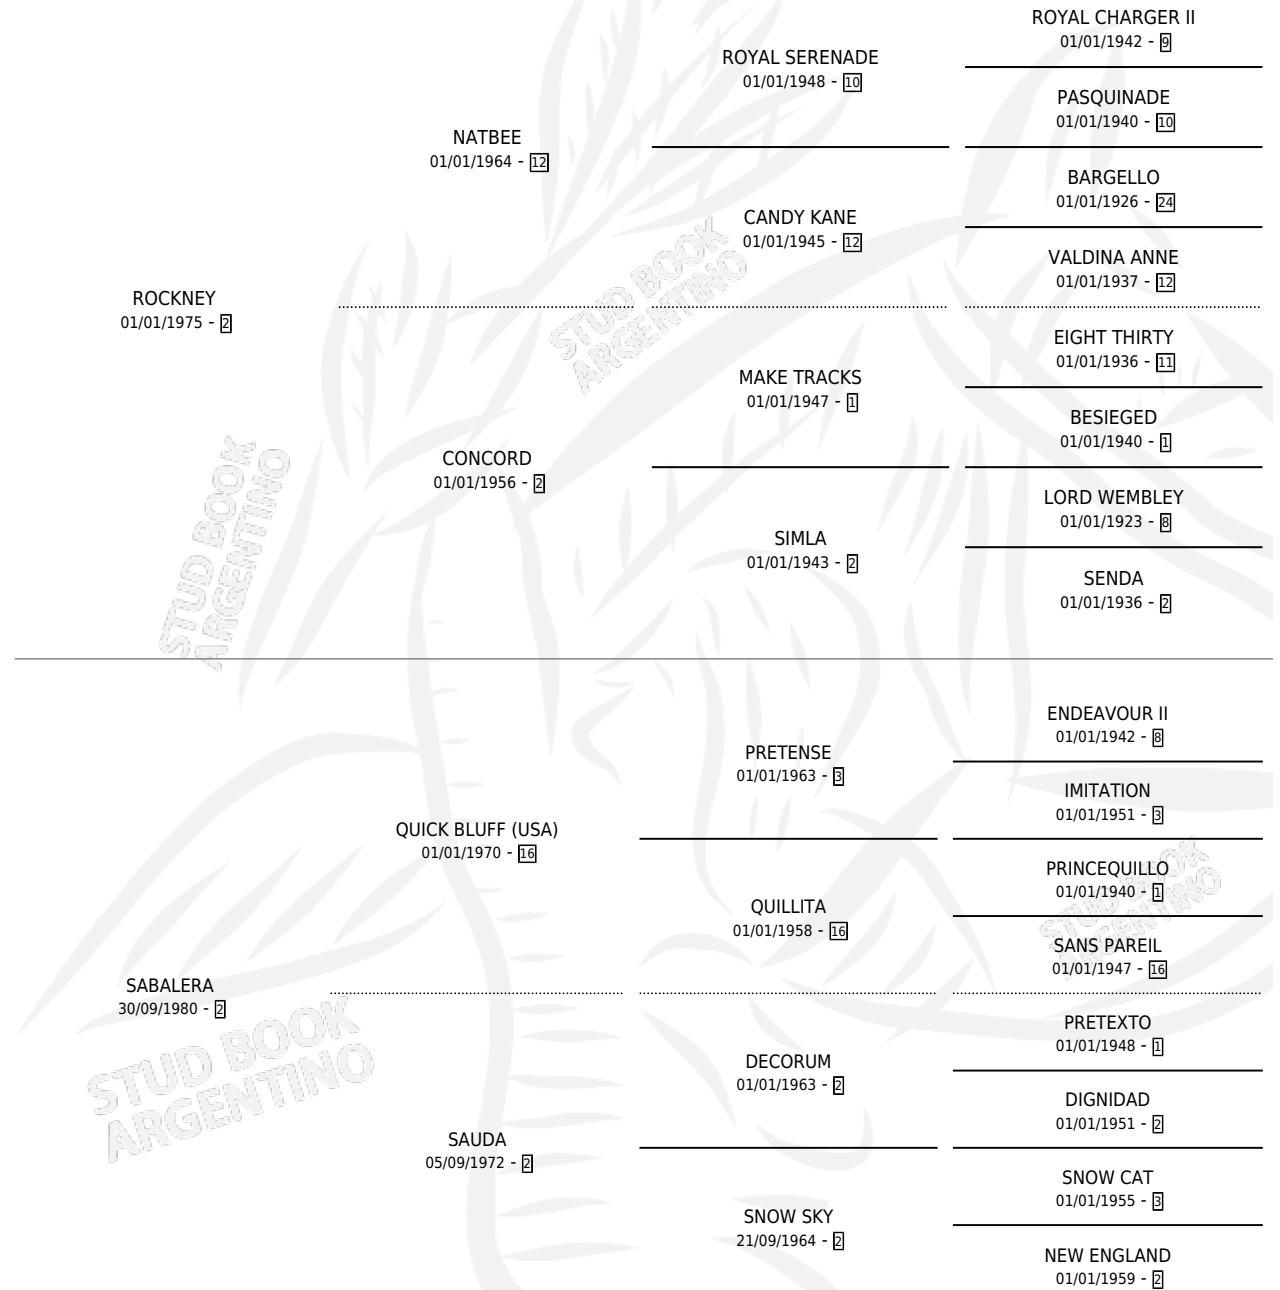 ROYAL CHARGER II
01/01/1942 - 9
ROYAL SERENADE
01/01/1948 - 10
PASQUINADE
01/01/1940 - 10
NATBEE
01/01/1964 - 12
BARGELLO
01/01/1926 - 24
CANDY KANE
01/01/1945 - 12
VALDINA ANNE
01/01/1937 - 12
STUD BOOK
ARGENTINO
ROCKNEY
01/01/1975 - 2
EIGHT THIRTY
01/01/1936 - 11
MAKE TRACKS
01/01/1947 - 1
BESIEGED
01/01/1940 - 1
CONCORD
01/01/1956 - 2
LORD WEMBLEY
01/01/1923 - 8
SIMLA
01/01/1943 - 2
SENDA
01/01/1936 - 2
STUD BOOK
ARGENTINO
ENDEAVOUR II
01/01/1942 - 8
PRETENSE
01/01/1963 - 3
IMITATION
01/01/1951 - 3
QUICK BLUFF (USA)
01/01/1970 - 16
PRINCEQUILLO
01/01/1940 - 1
QUILLITA
01/01/1958 - 16
SANS PAREIL
01/01/1947 - 16
STUD BOOK
ARGENTINO
SABALERA
30/09/1980 - 2
PRETEXTO
01/01/1948 - 1
DECORUM
01/01/1963 - 2
DIGNIDAD
01/01/1951 - 2
STUD BOOK
ARGENTINO
SAUDA
05/09/1972 - 2
SNOW CAT
01/01/1955 - 3
SNOW SKY
21/09/1964 - 2
NEW ENGLAND
01/01/1959 - 2